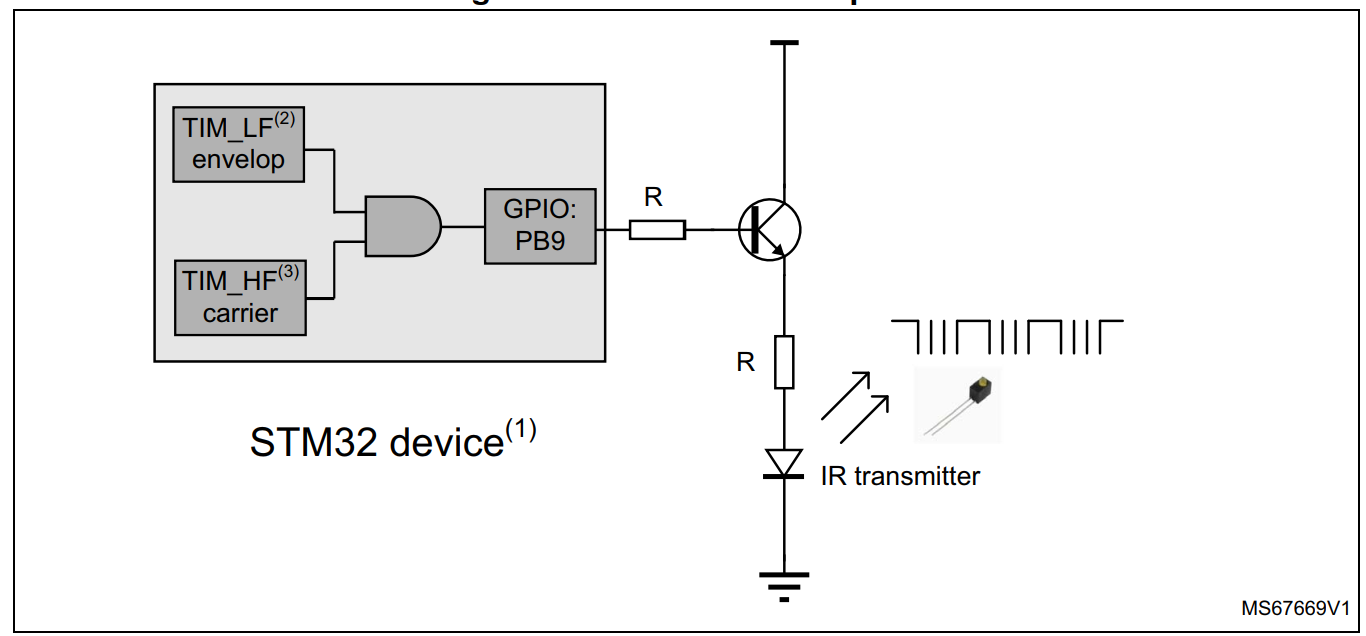 TIM_LF(2)
envelop
TIM_HF(3)
carrier
GPIO:
PB9
R
R
STM32 device(1)
IR transmitter
MS67669V1